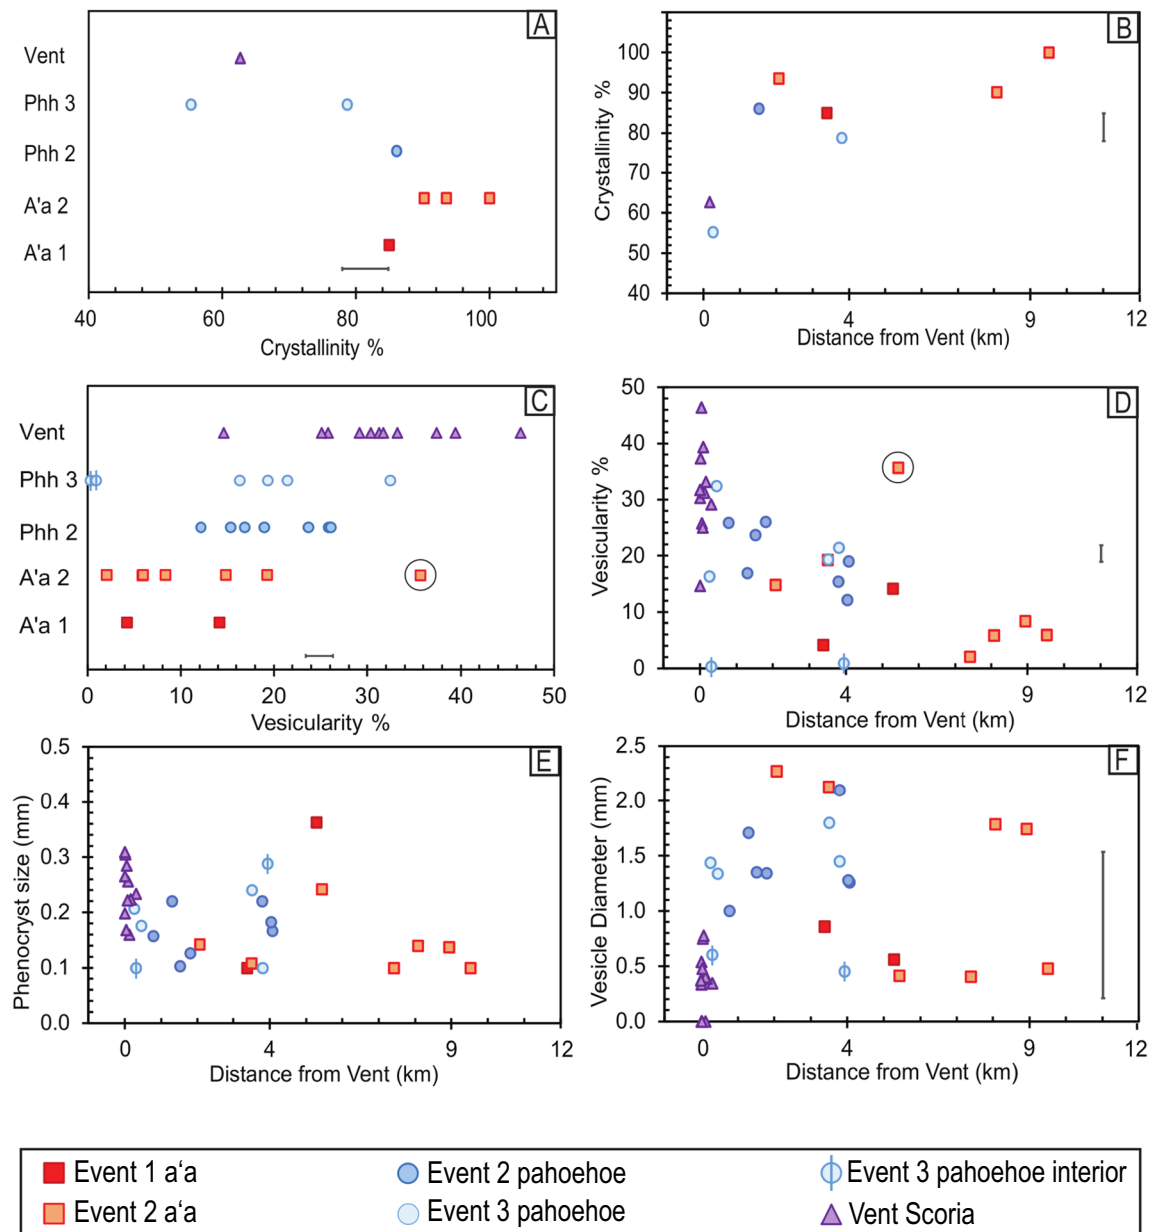 A
Vent
Phh 3
Phh 2
A'a 2
A'a 1
40 60 80 100
Crystallinity %
B
Crystallinity %
100
90
80
70
60
50
40
0 4 9 12
Distance from Vent (km)
C
Vent
Phh 3
Phh 2
A'a 2
A'a 1
0 10 20 30 40 50
Vesicularity %
D
Vesicularity %
50
40
30
20
10
0
0 4 9 12
Distance from Vent (km)
E
Phenocryst size (mm)
0.5
0.4
0.3
0.2
0.1
0.0
0 4 9 12
Distance from Vent (km)
F
Vesicle Diameter (mm)
2.5
2.0
1.5
1.0
0.5
0.0
0 4 9 12
Distance from Vent (km)
Event 1 a‘a
Event 2 pahoehoe
Event 3 pahoehoe interior
Event 2 a‘a
Event 3 pahoehoe
Vent Scoria